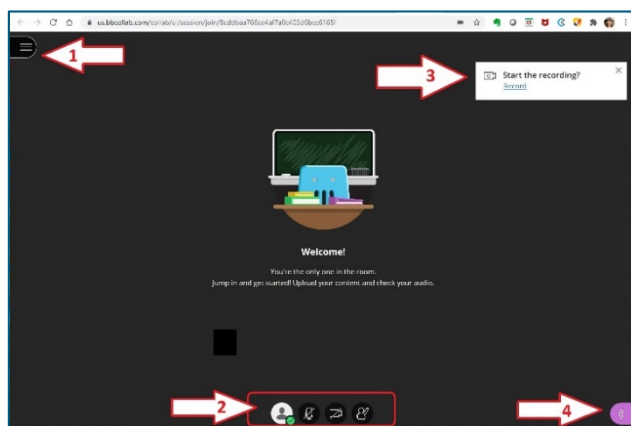 1
3
Start the recording?
Record
Welcome!
You're the only one in the room.
Jump in and get started! Upload your content and check your audio.
2
4